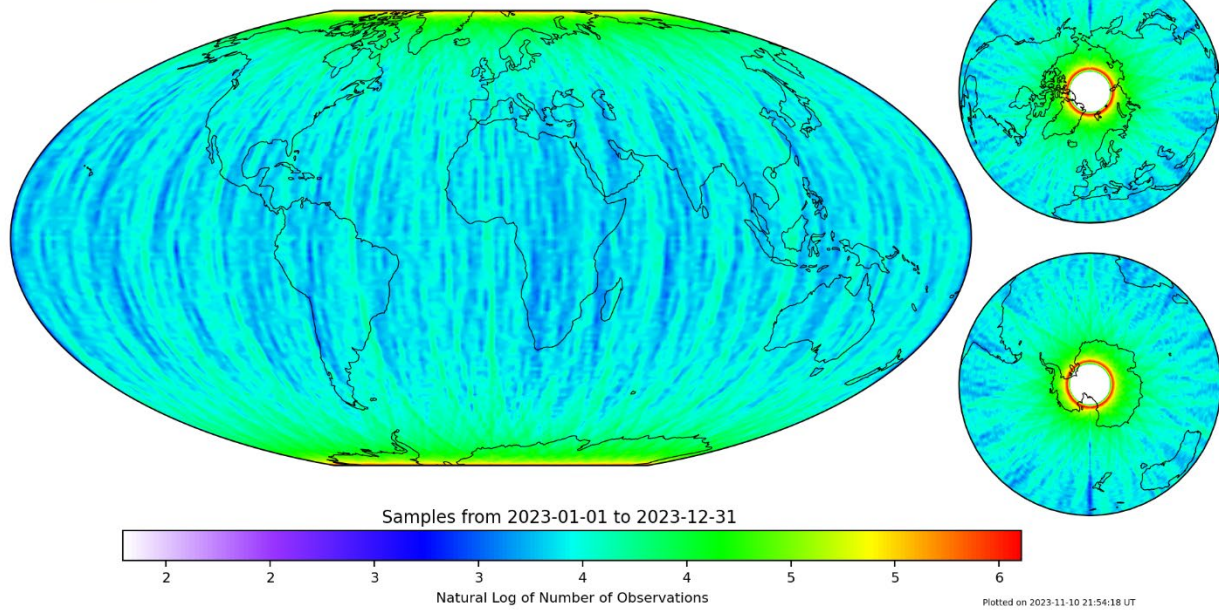 Samples from 2023-01-01 to 2023-12-31
2 2 3 3 4 4 5 5 6
Natural Log of Number of Observations
Plotted on 2023-11-10 21:54:18 UT